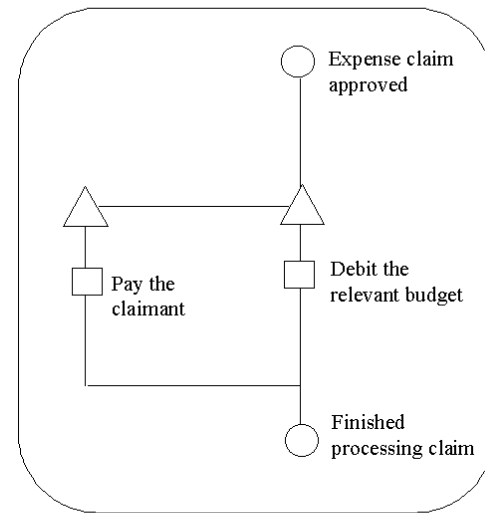 Expense claim
approved
Pay the
claimant
Debit the
relevant budget
Finished
processing claim